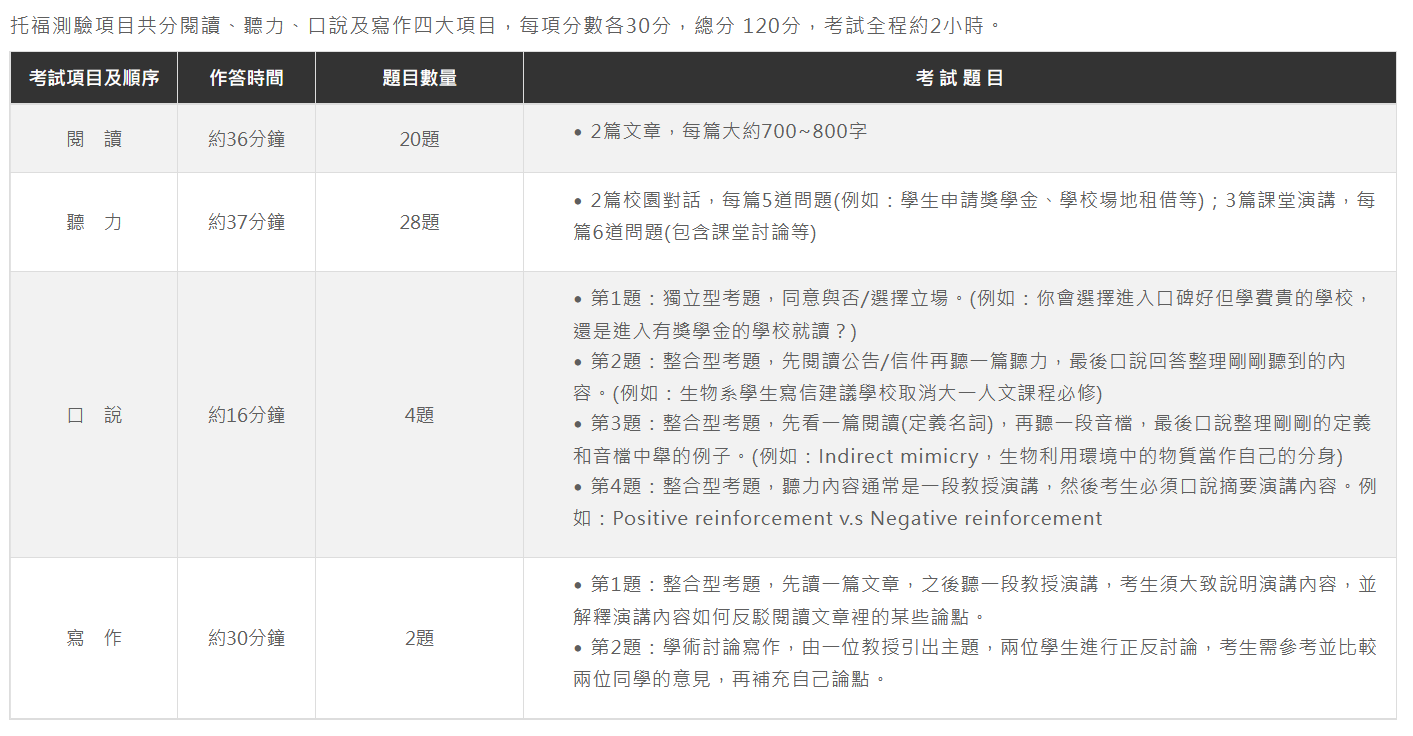 托福測驗項目共分閱讀、聽力、口說及寫作四大項目，每項分數各30分，總分 120分，考試全程約2小時。
考試項目及順序 作答時間 題目數量 考 試 題 目
閱 讀 約36分鐘 20題 • 2篇文章，每篇大約700~800字
聽 力 約37分鐘 28題 • 2篇校園對話，每篇5道問題(例如：學生申請獎學金、學校場地租借等)；3篇課堂演講，每
篇6道問題(包含課堂討論等)
口 說 約16分鐘 4題 • 第1題：獨立型考題，同意與否/選擇立場。(例如：你會選擇進入口碑好但學費貴的學校，
還是進入有獎學金的學校就讀？)
• 第2題：整合型考題，先閱讀公告/信件再聽一篇聽力，最後口說回答整理剛剛聽到的內
容。(例如：生物系學生寫信建議學校取消大一人文課程必修)
• 第3題：整合型考題，先看一篇閱讀(定義名詞)，再聽一段音檔，最後口說整理剛剛的定義
和音檔中舉的例子。(例如：Indirect mimicry，生物利用環境中的物質當作自己的分身)
• 第4題：整合型考題，聽力內容通常是一段教授演講，然後考生必須口說摘要演講內容。例
如：Positive reinforcement v.s Negative reinforcement
寫 作 約30分鐘 2題 • 第1題：整合型考題，先讀一篇文章，之後聽一段教授演講，考生須大致說明演講內容，並
解釋演講內容如何反駁閱讀文章裡的某些論點。
• 第2題：學術討論寫作，由一位教授引出主題，兩位學生進行正反討論，考生需參考並比較
兩位同學的意見，再補充自己論點。